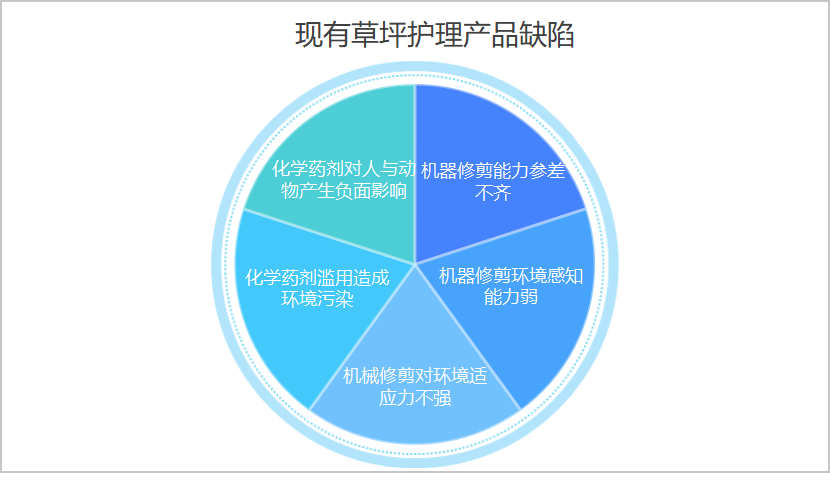 现有草坪护理产品缺陷
化学药剂对人与动
物产生负面影响
机器修剪能力参差
不齐
化学药剂滥用造成
环境污染
机器修剪环境感知
能力弱
机械修剪对环境适
应力不强